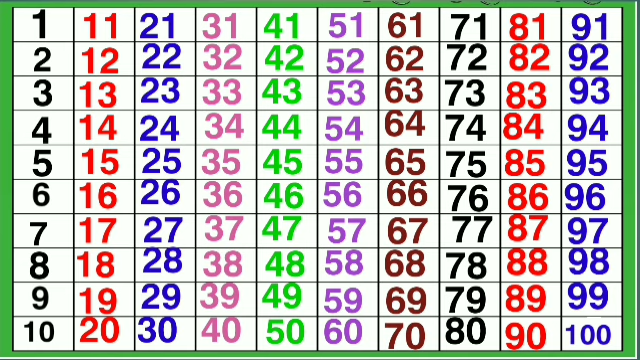 1 11 21 31 41 51 61 71 81 91
2 12 22 32 42 52 62 72 82 92
3 13 23 33 43 53 63 73 83 93
4 14 24 34 44 54 64 74 84 94
5 15 25 35 45 55 65 75 85 95
6 16 26 36 46 56 66 76 86 96
7 17 27 37 47 57 67 77 87 97
8 18 28 38 48 58 68 78 88 98
9 19 29 39 49 59 69 79 89 99
10 20 30 40 50 60 70 80 90 100